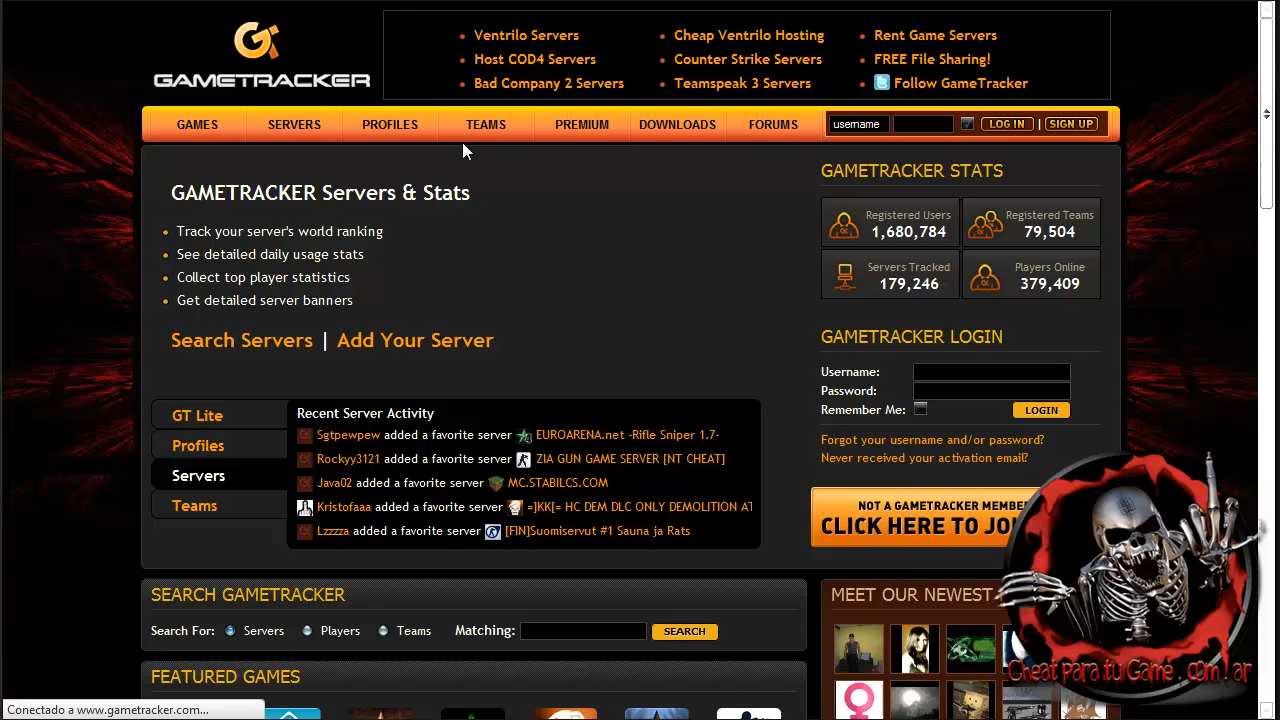 GAMETRACKER
Ventrilo Servers
Cheap Ventrilo Hosting
Rent Game Servers
Host COD4 Servers
Counter Strike Servers
FREE File Sharing!
Bad Company 2 Servers
Teamspeak 3 Servers
Follow GameTracker
GAMES SERVERS PROFILES TEAMS PREMIUM DOWNLOADS FORUMS username LOG IN | SIGN UP
GAMETRACKER Servers & Stats
Track your server's world ranking
See detailed daily usage stats
Collect top player statistics
Get detailed server banners
Search Servers | Add Your Server
GT Lite
Profiles
Servers
Teams
Recent Server Activity
Sgtpewpew added a favorite server EUROARENA.net -Rifle Sniper 1.7-
Rockyy3121 added a favorite server ZIA GUN GAME SERVER [NT CHEAT]
Java02 added a favorite server MC.STABILCS.COM
Kristofaaa added a favorite server =]KK[= HC DEM DLC ONLY DEMOLITION AT
Lzzzza added a favorite server [FIN]Suomiservut #1 Sauna ja Rats
GAMETRACKER STATS
Registered Users
1,680,784
Registered Teams
79,504
Servers Tracked
179,246
Players Online
379,409
GAMETRACKER LOGIN
Username:
Password:
Remember Me: LOGIN
Forgot your username and/or password?
Never received your activation email?
NOT A GAMETRACKER MEMBE
CLICK HERE TO JO
SEARCH GAMETRACKER
Search For: Servers Players Teams Matching: SEARCH
FEATURED GAMES
MEET OUR NEWEST
Cheat para tu Game.com.ar
Conectado a www.gametracker.com...